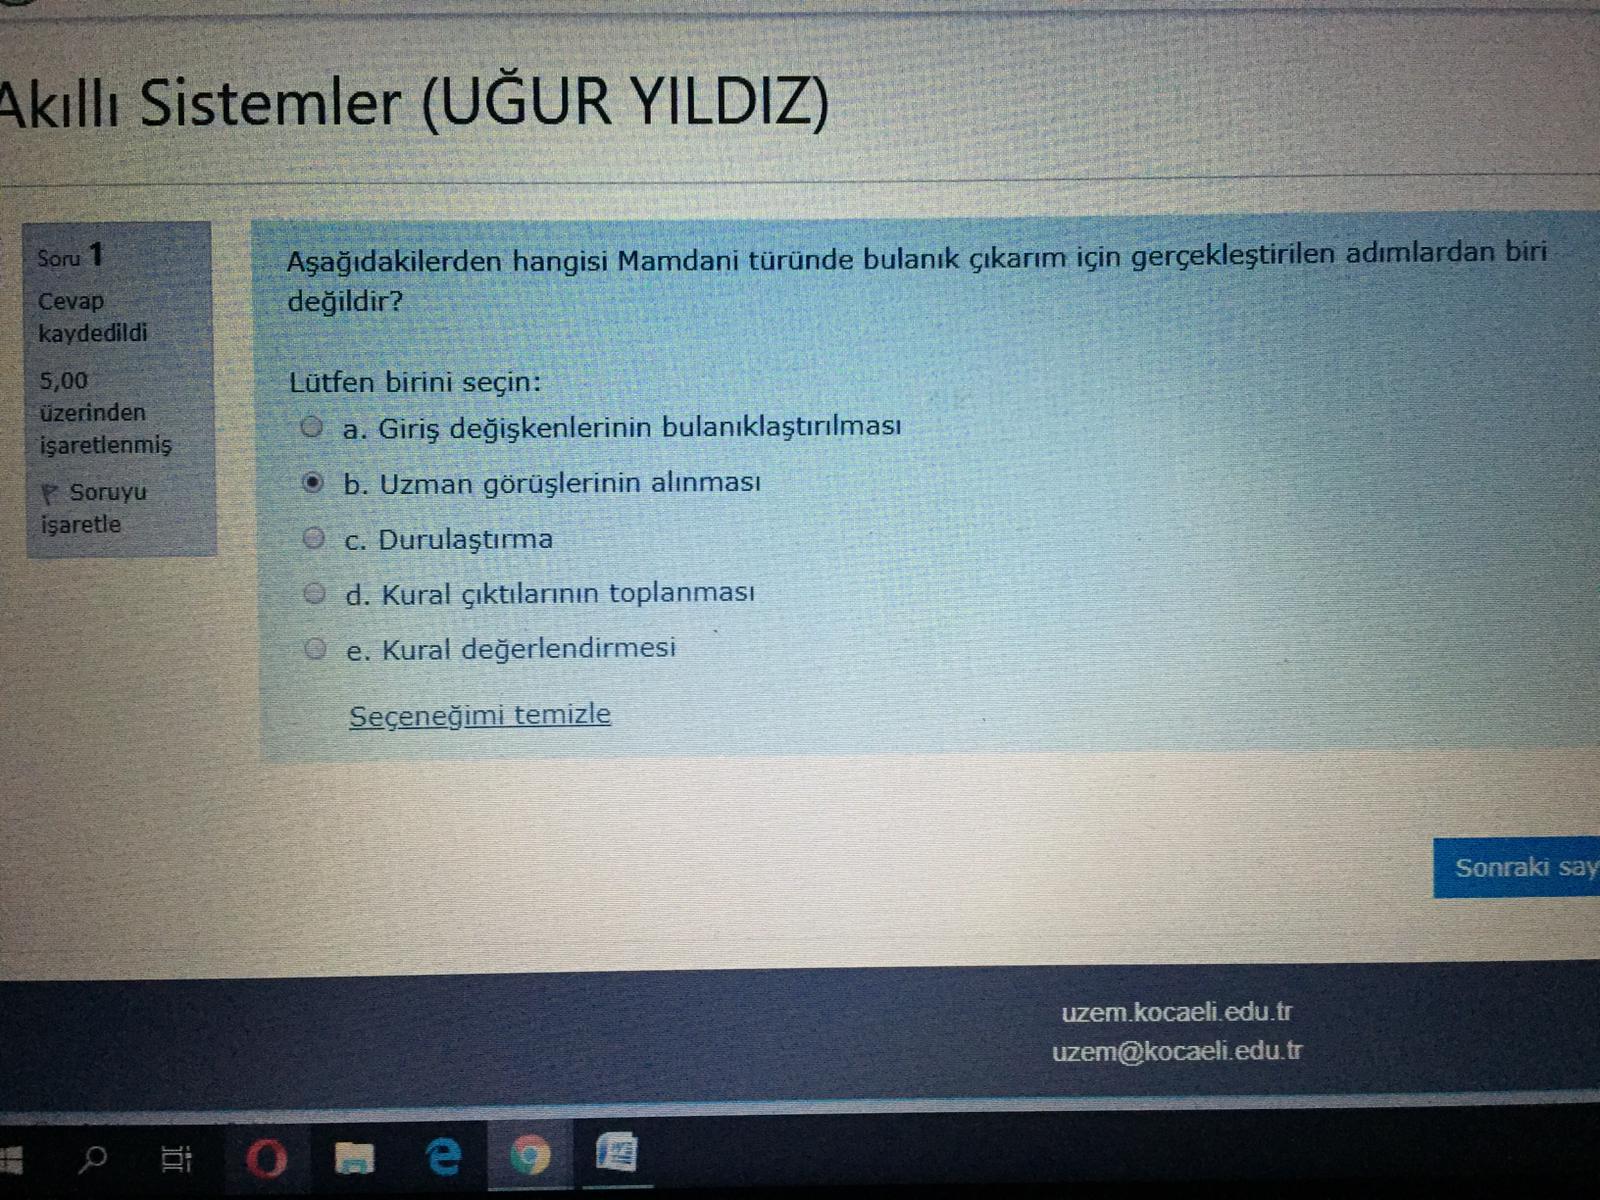 Akıllı Sistemler (UĞUR YILDIZ)
Soru 1
Cevap
kaydedildi
5,00
üzerinden
işaretlenmiş
Soruyu
işaretle
Aşağıdakilerden hangisi Mamdani türünde bulanık çıkarım için gerçekleştirilen adımlardan biri
değildir?
Lütfen birini seçin:
a. Giriş değişkenlerinin bulanıklaştırılması
b. Uzman görüşlerinin alınması
c. Durulaştırma
d. Kural çıktılarının toplanması
e. Kural değerlendirmesi
Seçeneğimi temizle
Sonraki say
uzem.kocaeli.edu.tr
uzem@kocaeli.edu.tr